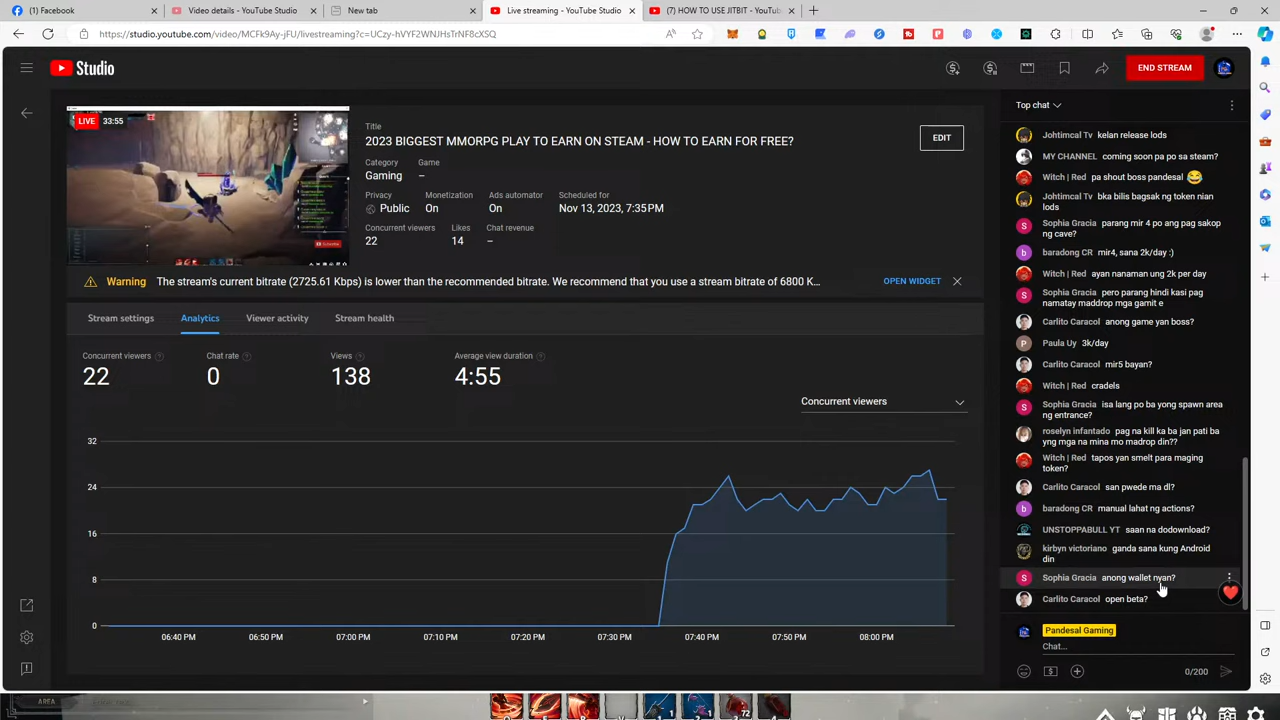 (1) Facebook
Video details - YouTube Studio
New tab
Live streaming - YouTube Studio
(7) HOW TO USE JITBIT - YouTub
https://studio.youtube.com/video/MCFk9Ay-jFU/livestreaming?c=UCzy-hVYF2WNJHsTrNF8cXSQ
Studio
END STREAM
LIVE 33:55
Title
2023 BIGGEST MMORPG PLAY TO EARN ON STEAM - HOW TO EARN FOR FREE?
EDIT
Category Game
Gaming –
Privacy Monetization Ads automator Scheduled for
Public On On Nov 13, 2023, 7:35 PM
Concurrent viewers Likes Chat revenue
22 14 –
Warning The stream's current bitrate (2725.61 Kbps) is lower than the recommended bitrate. We recommend that you use a stream bitrate of 6800 K...
OPEN WIDGET
Stream settings Analytics Viewer activity Stream health
Concurrent viewers Chat rate Views Average view duration
22 0 138 4:55
Concurrent viewers
32
24
16
8
0
06:40 PM 06:50 PM 07:00 PM 07:10 PM 07:20 PM 07:30 PM 07:40 PM 07:50 PM 08:00 PM
Top chat
Johtimcal Tv kelan release lods
MY CHANNEL coming soon pa po sa steam?
Witch | Red pa shout boss pandesal 😂
Johtimcal Tv bka bilis bagsak ng token nian
lods
S Sophia Gracia parang mir 4 po ang pag sakop
ng cave?
b baradong CR mir4, sana 2k/day :)
Witch | Red ayan nanaman ung 2k per day
S Sophia Gracia pero parang hindi kasi pag
namatay maddrop mga gamit e
Carlito Caracol anong game yan boss?
P Paula Uy 3k/day
Carlito Caracol mir5 bayan?
Witch | Red cradels
S Sophia Gracia isa lang po ba yong spawn area
ng entrance?
roselyn infantado pag na kill ka ba jan pati ba
yng mga na mina mo madrop din??
Witch | Red tapos yan smelt para maging
token?
Carlito Caracol san pwede ma dl?
b baradong CR manual lahat ng actions?
UNSTOPPABULL YT saan na dodownload?
kirbyn victoriano ganda sana kung Android
din
S Sophia Gracia anong wallet nyan?
Carlito Caracol open beta?
Pandesal Gaming
Chat...
0/200
AREA